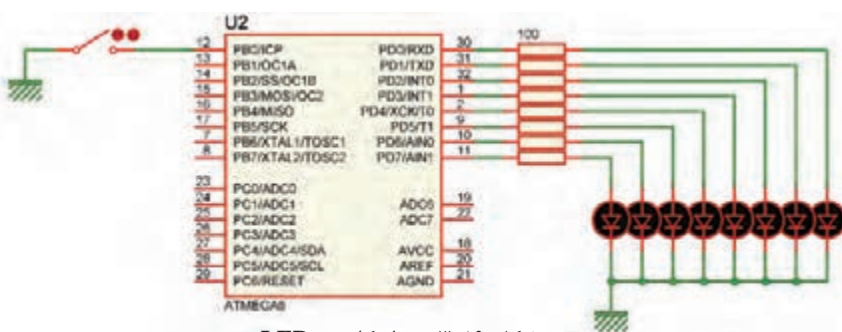 U2
100
12 PB0/ICP PD0/RXD 30
13 PB1/OC1A PD1/TXD 31
14 PB2/SS/OC1B PD2/INT0 32
15 PB3/MOSI/OC2 PD3/INT1 1
16 PB4/MISO PD4/XCK/T0 2
17 PB5/SCK PD5/T1 9
7 PB6/XTAL1/TOSC1 PD6/AIN0 10
8 PB7/XTAL2/TOSC2 PD7/AIN1 11
23 PC0/ADC0
24 PC1/ADC1 ADC6 19
25 PC2/ADC2 ADC7 22
26 PC3/ADC3
27 PC4/ADC4/SDA AVCC 18
28 PC5/ADC5/SCL AREF 20
29 PC6/RESET AGND 21
ATMEGA8